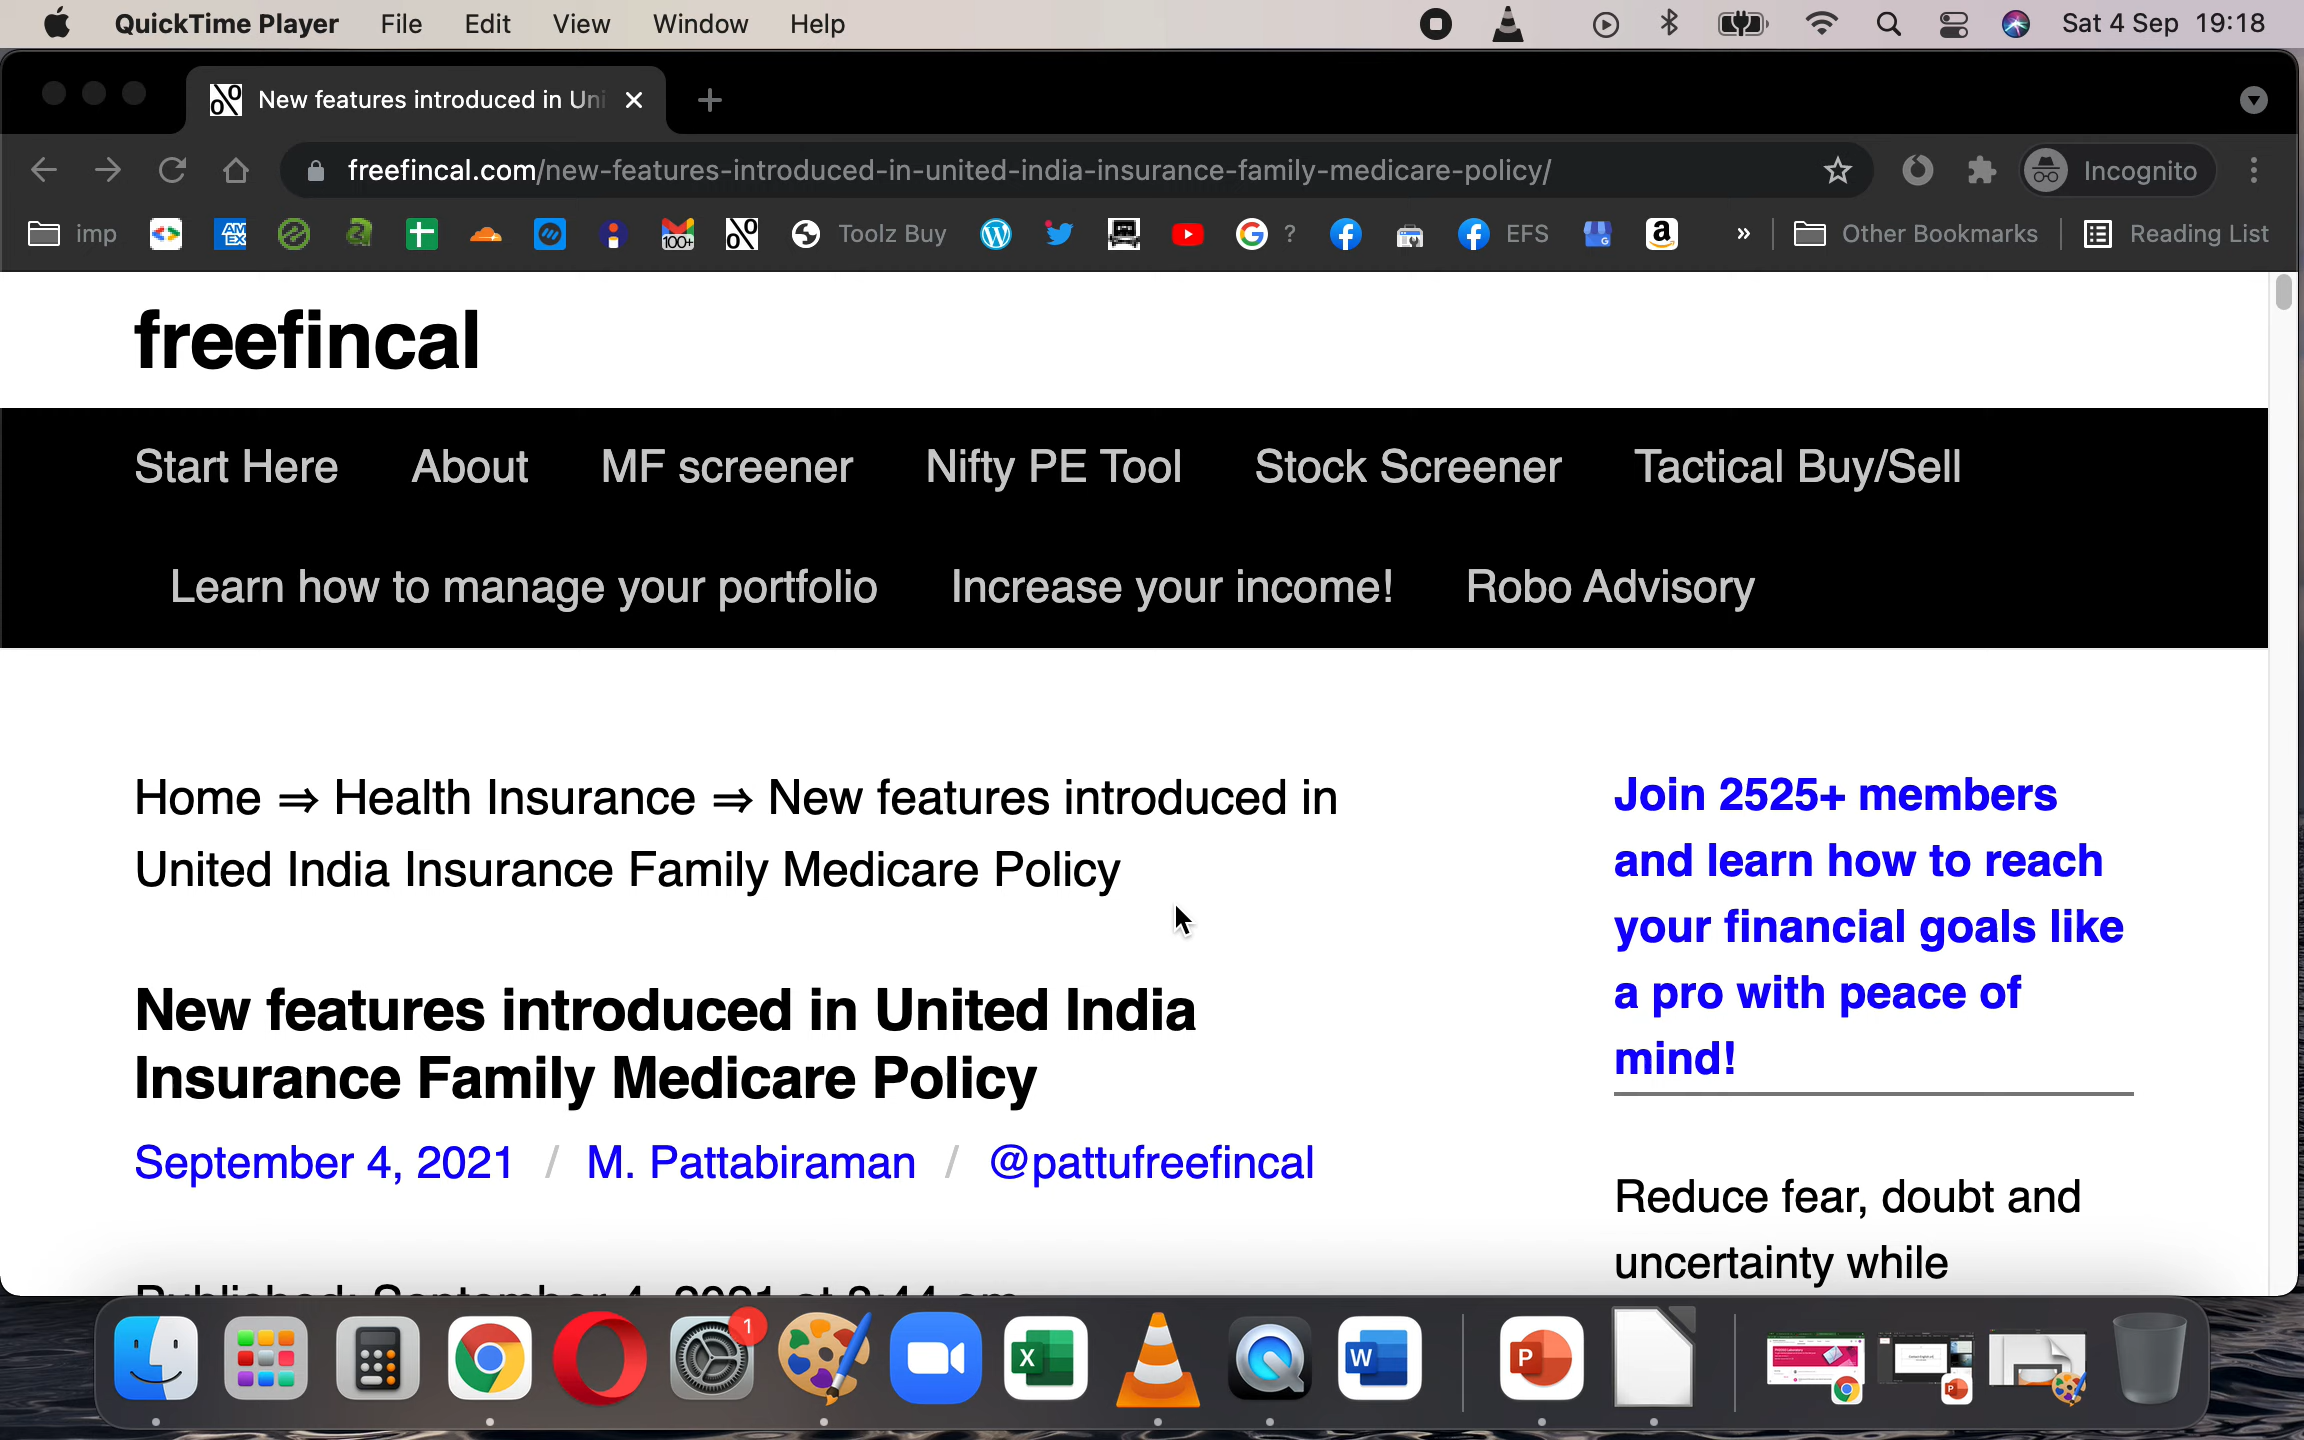 QuickTime Player File Edit View Window Help Sat 4 Sep 19:18
New features introduced in Uni
freefincal.com/new-features-introduced-in-united-india-insurance-family-medicare-policy/ Incognito
imp AM EX 100+ Toolz Buy ? EFS » Other Bookmarks Reading List
freefincal
Start Here About MF screener Nifty PE Tool Stock Screener Tactical Buy/Sell
Learn how to manage your portfolio Increase your income! Robo Advisory
Home ⇒ Health Insurance ⇒ New features introduced in
United India Insurance Family Medicare Policy
New features introduced in United India
Insurance Family Medicare Policy
September 4, 2021 / M. Pattabiraman / @pattufreefincal
Join 2525+ members
and learn how to reach
your financial goals like
a pro with peace of
mind!
Reduce fear, doubt and
uncertainty while
1
X W P